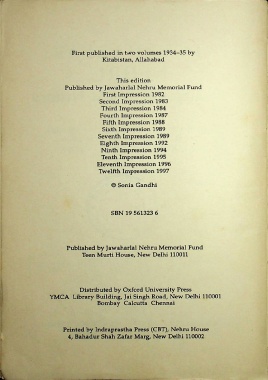 First published in two volumes 1934-35 by
Kitabistan, Allahabad
This edition
Published by Jawaharlal Nehru Memorial Fund
First Impression 1982
Second Impression 1983
Third Impression 1984
Fourth Impression 1987
Fifth Impression 1988
Sixth Impression 1989
Seventh Impression 1989
Eighth Impression 1992
Ninth Impression 1994
Tenth Impression 1995
Eleventh Impression 1996
Twelfth Impression 1997
© Sonia Gandhi
SBN 19 561323 6
Published by Jawaharlal Nehru Memorial Fund
Teen Murti House, New Delhi 110011
Distributed by Oxford University Press
YMCA Library Building, Jai Singh Road, New Delhi 110001
Bombay Calcutta Chennai
Printed by Indraprastha Press (CBT), Nehru House
4, Bahadur Shah Zafar Marg, New Delhi 110002